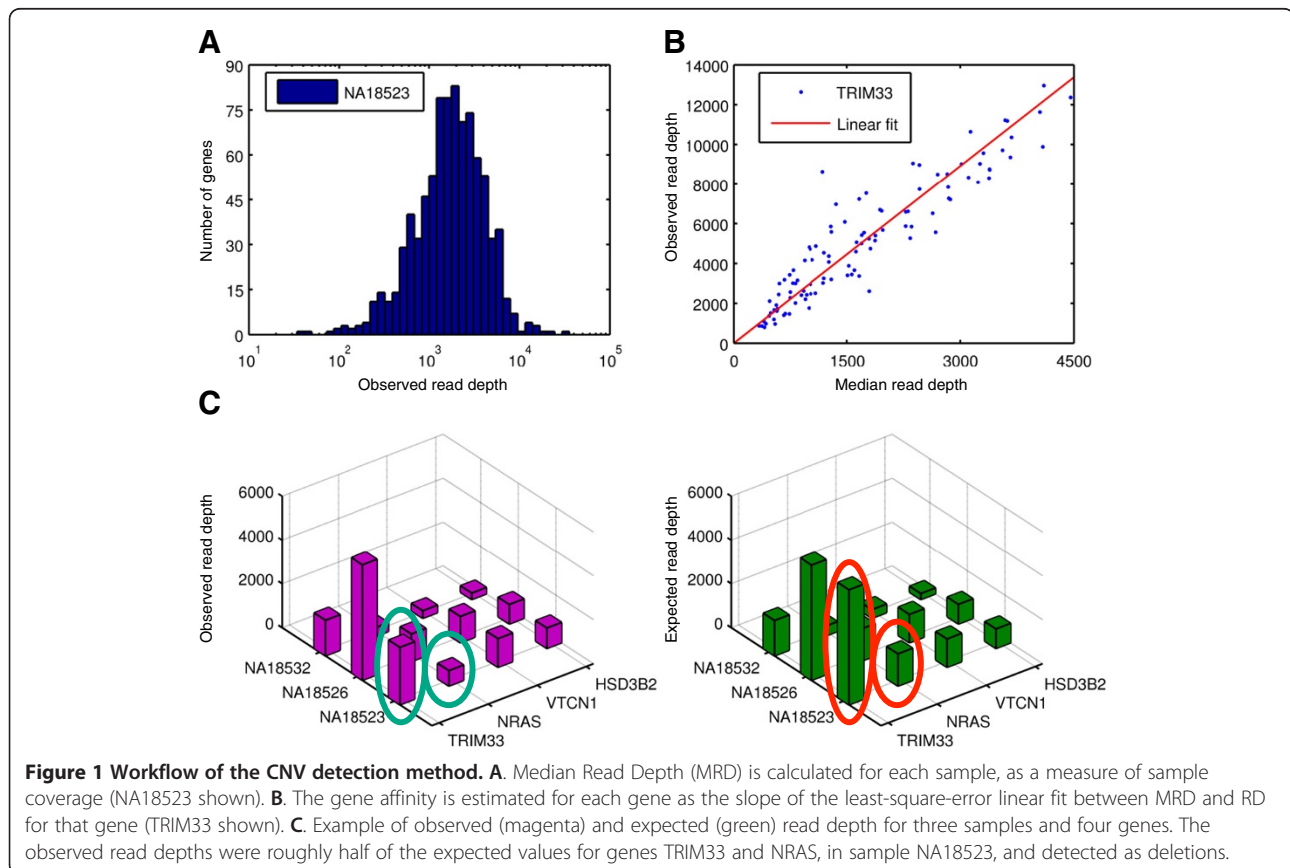 A
90
75
60
45
30
15
0
Number of genes
NA18523
10^1
10^2
10^3
10^4
10^5
Observed read depth
B
14000
12000
10000
8000
6000
4000
2000
0
Observed read depth
TRIM33
Linear fit
0
1500
3000
4500
Median read depth
C
6000
4000
2000
0
Observed read depth
NA18532
NA18526
NA18523
TRIM33
NRAS
VTCN1
HSD3B2
6000
4000
2000
0
Expected read depth
NA18532
NA18526
NA18523
TRIM33
NRAS
VTCN1
HSD3B2
Figure 1 Workflow of the CNV detection method. A. Median Read Depth (MRD) is calculated for each sample, as a measure of sample
coverage (NA18523 shown). B. The gene affinity is estimated for each gene as the slope of the least-square-error linear fit between MRD and RD
for that gene (TRIM33 shown). C. Example of observed (magenta) and expected (green) read depth for three samples and four genes. The
observed read depths were roughly half of the expected values for genes TRIM33 and NRAS, in sample NA18523, and detected as deletions.